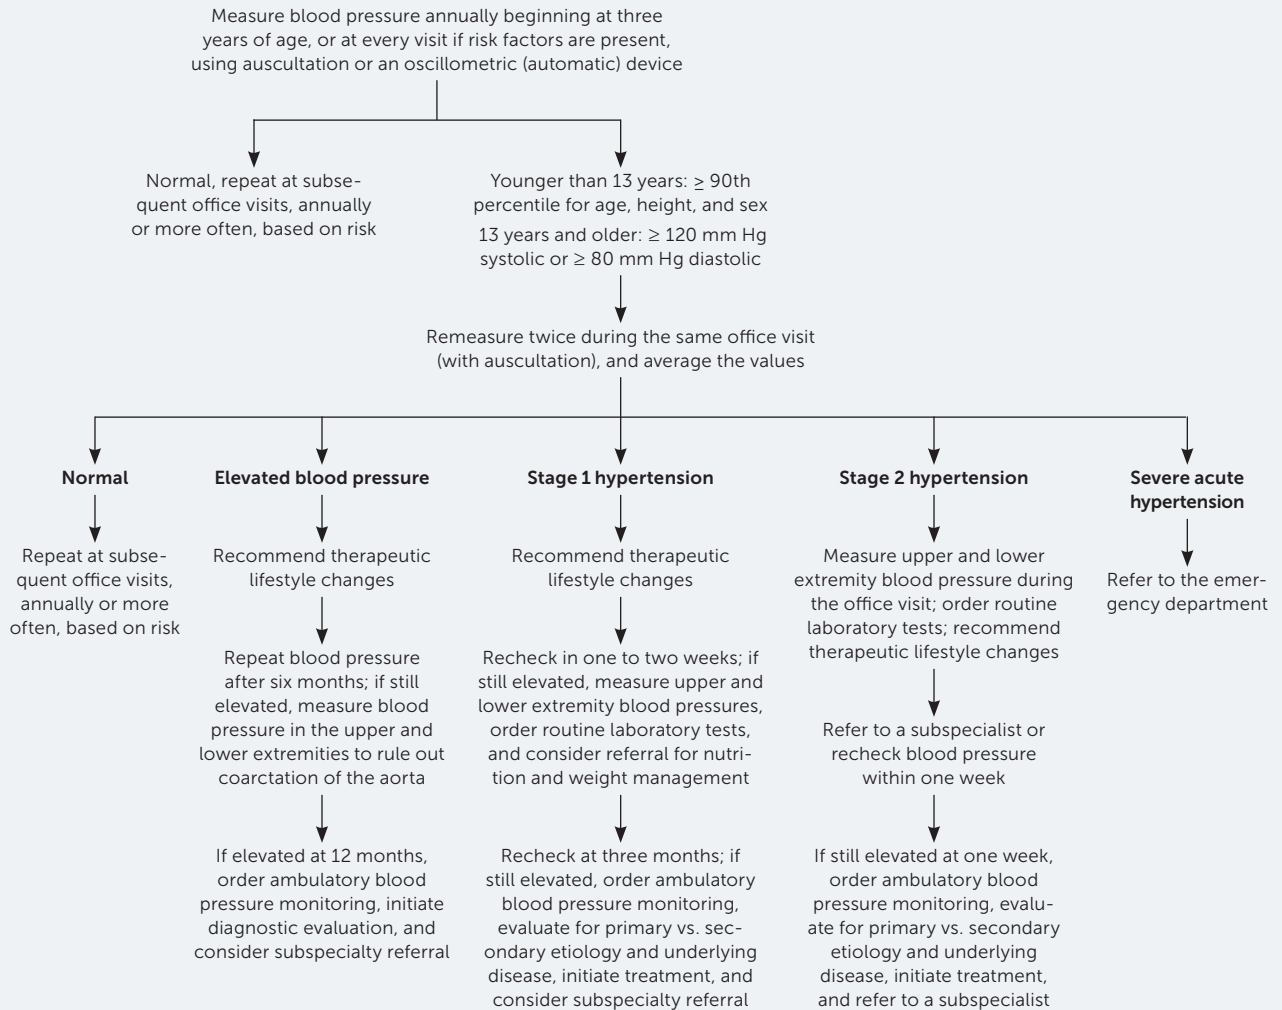 Measure blood pressure annually beginning at three
years of age, or at every visit if risk factors are present,
using auscultation or an oscillometric (automatic) device
Normal, repeat at subse-
quent office visits, annually
or more often, based on risk
Younger than 13 years: ≥ 90th
percentile for age, height, and sex
13 years and older: ≥ 120 mm Hg
systolic or ≥ 80 mm Hg diastolic
Remeasure twice during the same office visit
(with auscultation), and average the values
Normal
Repeat at subse-
quent office visits,
annually or more
often, based on risk
Elevated blood pressure
Recommend therapeutic
lifestyle changes
Repeat blood pressure
after six months; if still
elevated, measure blood
pressure in the upper and
lower extremities to rule out
coarctation of the aorta
If elevated at 12 months,
order ambulatory blood
pressure monitoring, initiate
diagnostic evaluation, and
consider subspecialty referral
Stage 1 hypertension
Recommend therapeutic
lifestyle changes
Recheck in one to two weeks; if
still elevated, measure upper and
lower extremity blood pressures,
order routine laboratory tests,
and consider referral for nutri-
tion and weight management
Recheck at three months; if
still elevated, order ambulatory
blood pressure monitoring,
evaluate for primary vs. sec-
ondary etiology and underlying
disease, initiate treatment, and
consider subspecialty referral
Stage 2 hypertension
Measure upper and lower
extremity blood pressure during
the office visit; order routine
laboratory tests; recommend
therapeutic lifestyle changes
Refer to a subspecialist or
recheck blood pressure
within one week
If still elevated at one week,
order ambulatory blood
pressure monitoring, evalu-
ate for primary vs. secondary
etiology and underlying
disease, initiate treatment,
and refer to a subspecialist
Severe acute
hypertension
Refer to the emer-
gency department